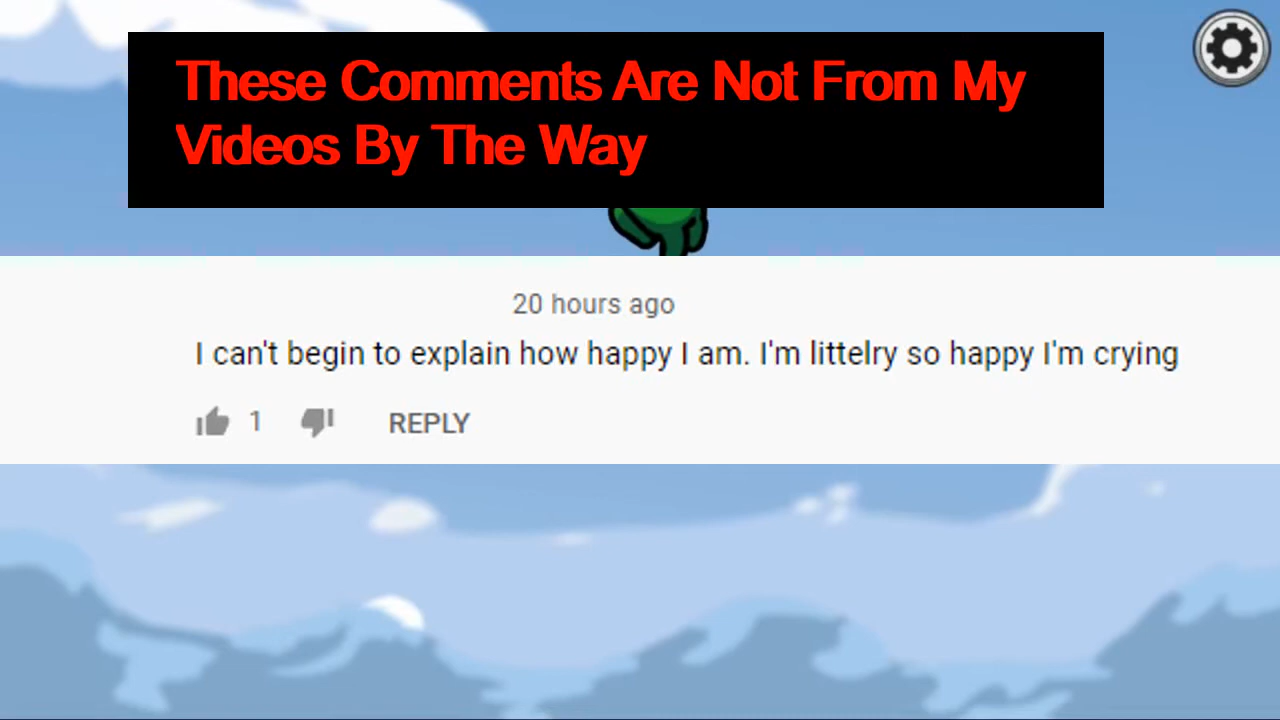 These Comments Are Not From My
Videos By The Way
20 hours ago
I can't begin to explain how happy I am. I'm littelry so happy I'm crying
1
REPLY